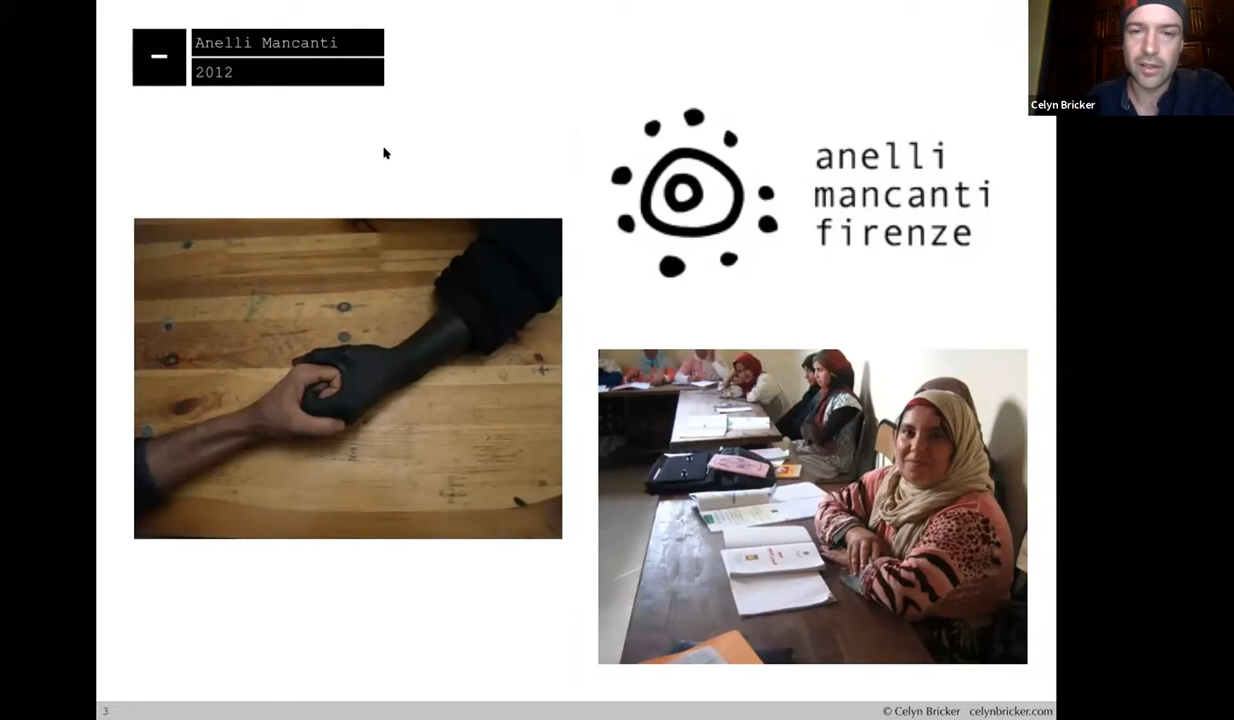 Anelli Mancanti
2012
Celyn Bricker
anelli
mancanti
firenze
3
© Celyn Bricker celynbricker.com